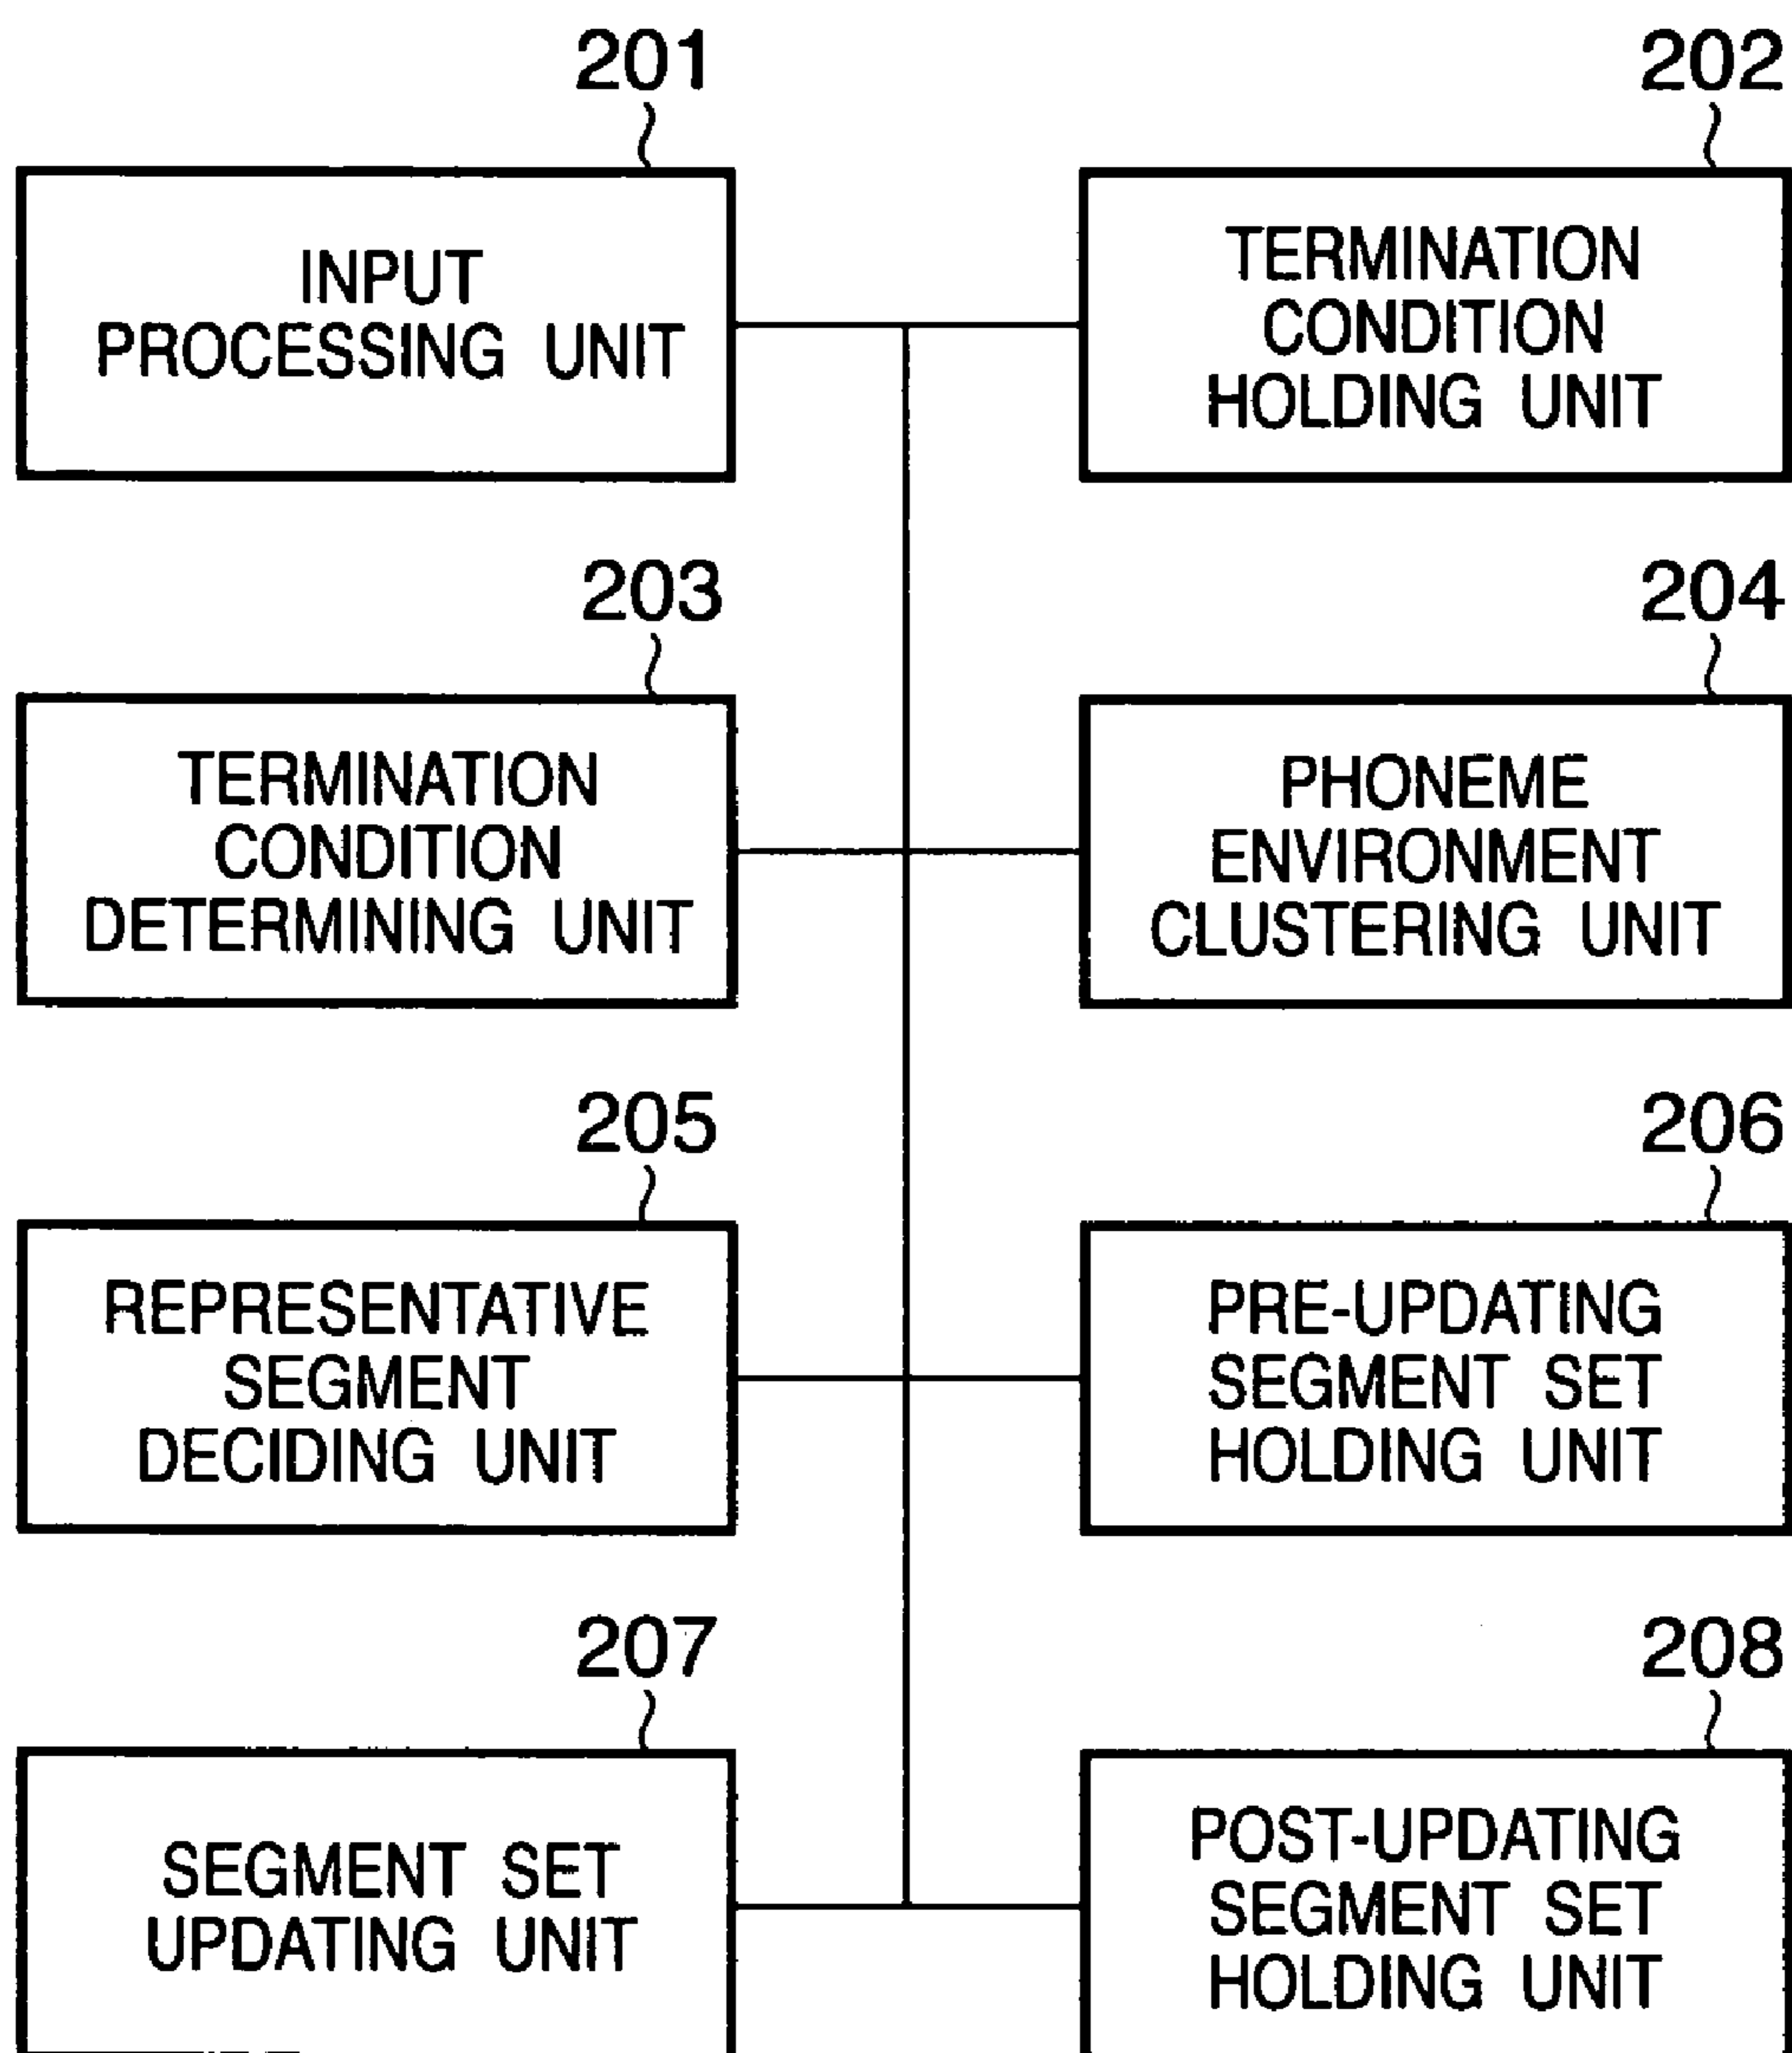 201
INPUT
PROCESSING UNIT
202
TERMINATION
CONDITION
HOLDING UNIT
203
TERMINATION
CONDITION
DETERMINING UNIT
204
PHONEME
ENVIRONMENT
CLUSTERING UNIT
205
REPRESENTATIVE
SEGMENT
DECIDING UNIT
206
PRE-UPDATING
SEGMENT SET
HOLDING UNIT
207
SEGMENT SET
UPDATING UNIT
208
POST-UPDATING
SEGMENT SET
HOLDING UNIT